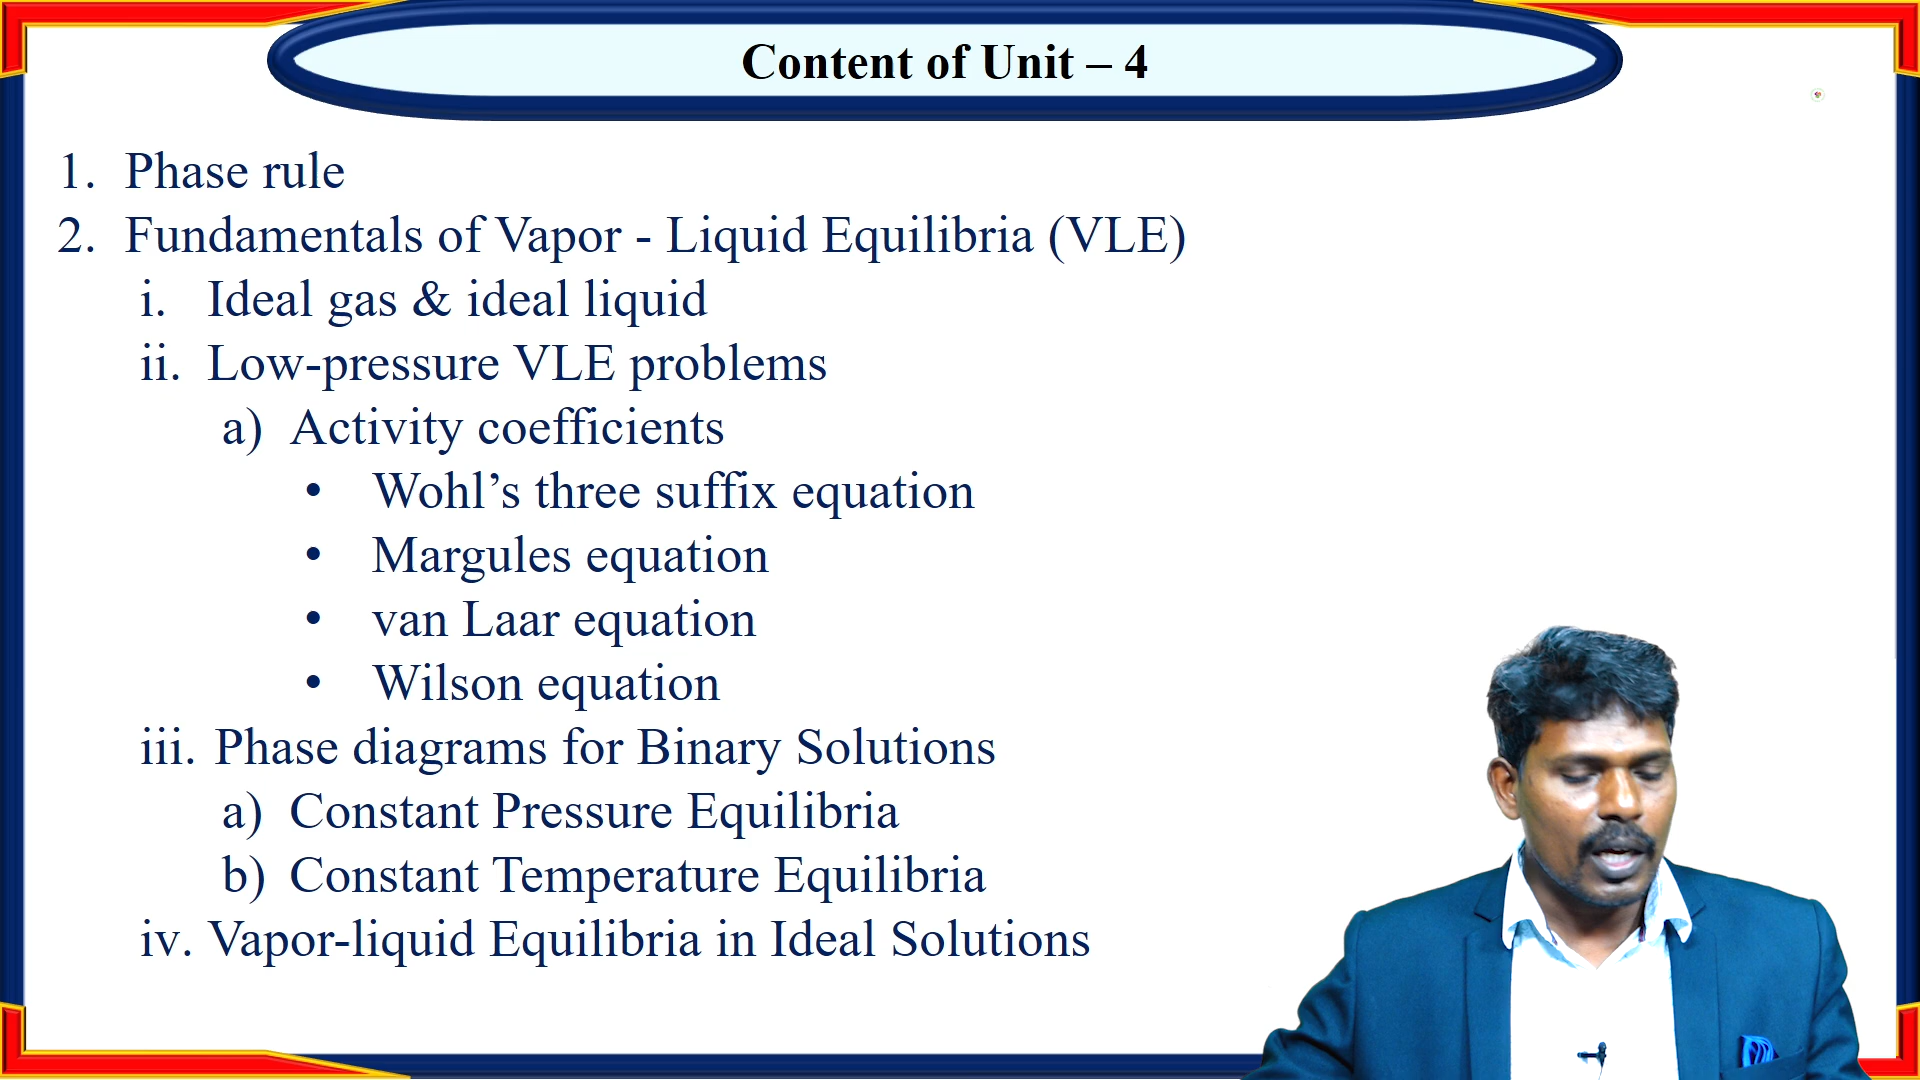 Content of Unit – 4
1. Phase rule
2. Fundamentals of Vapor - Liquid Equilibria (VLE)
i. Ideal gas & ideal liquid
ii. Low-pressure VLE problems
a) Activity coefficients
• Wohl’s three suffix equation
• Margules equation
• van Laar equation
• Wilson equation
iii. Phase diagrams for Binary Solutions
a) Constant Pressure Equilibria
b) Constant Temperature Equilibria
iv. Vapor-liquid Equilibria in Ideal Solutions